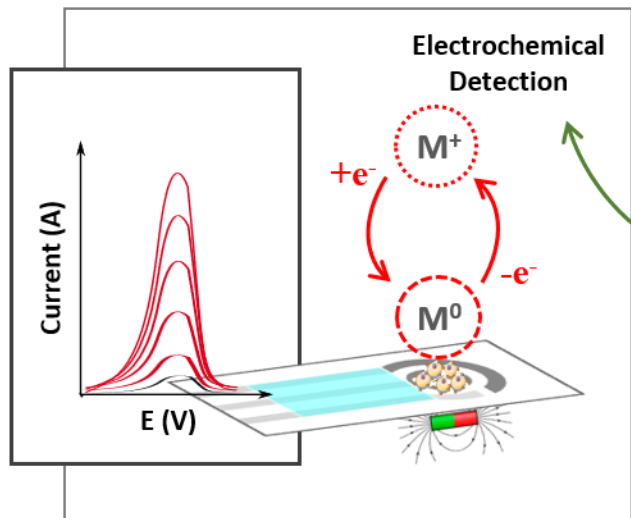 Electrochemical
Detection
M⁺
+e⁻
-e⁻
M⁰
Current (A)
E (V)